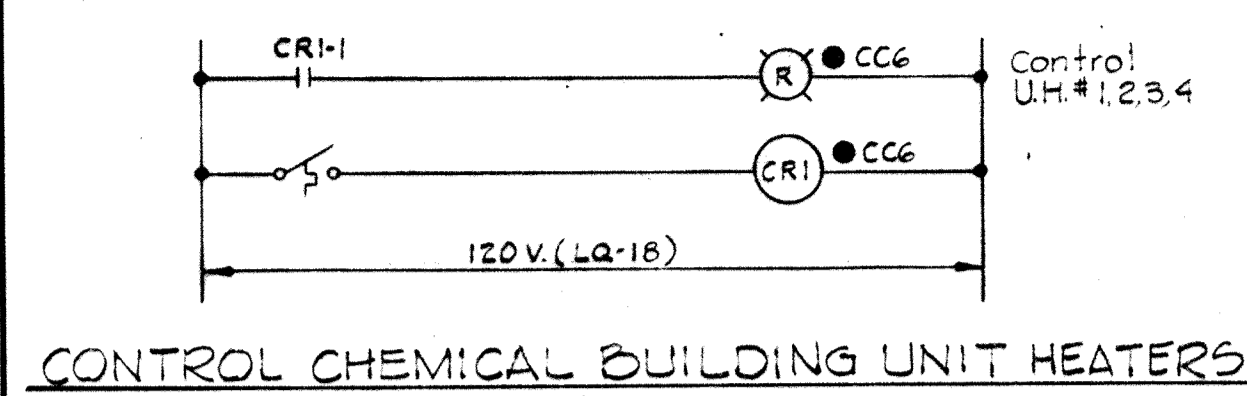 CR1-1
R
CC6
Control
U.H. # 1,2,3,4
CR1
CC6
120 V. (LQ-18)
CONTROL CHEMICAL BUILDING UNIT HEATERS